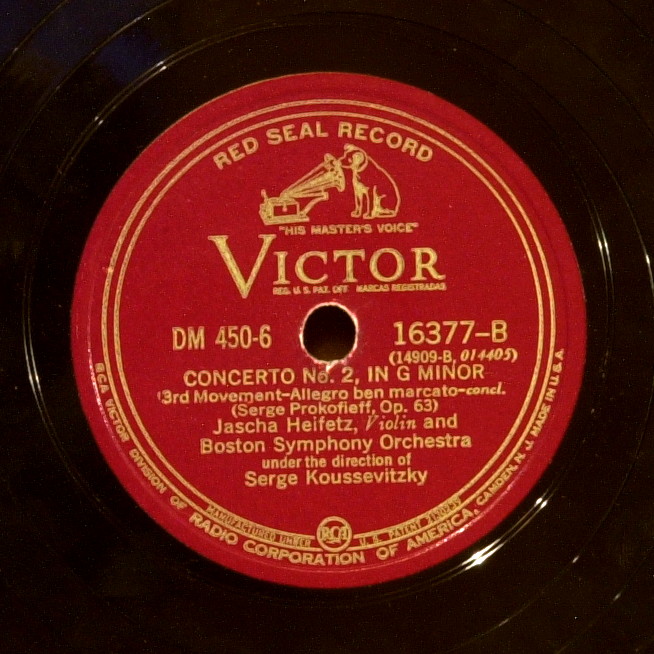 RED SEAL RECORD
"HIS MASTER'S VOICE"
VICTOR
REG. U. S. PAT. OFF. MARCAS REGISTRADAS
DM 450-6
16377-B
(14909-B, 014405)
CONCERTO No. 2, IN G MINOR
3rd Movement-Allegro ben marcato-concl.
(Serge Prokofieff, Op. 63)
Jascha Heifetz, Violin and
Boston Symphony Orchestra
under the direction of
Serge Koussevitzky
MANUFACTURED UNDER RCA U. S. PATENT
RCA VICTOR DIVISION OF RADIO CORPORATION OF AMERICA, CAMDEN, N. J. MADE IN U.S.A.